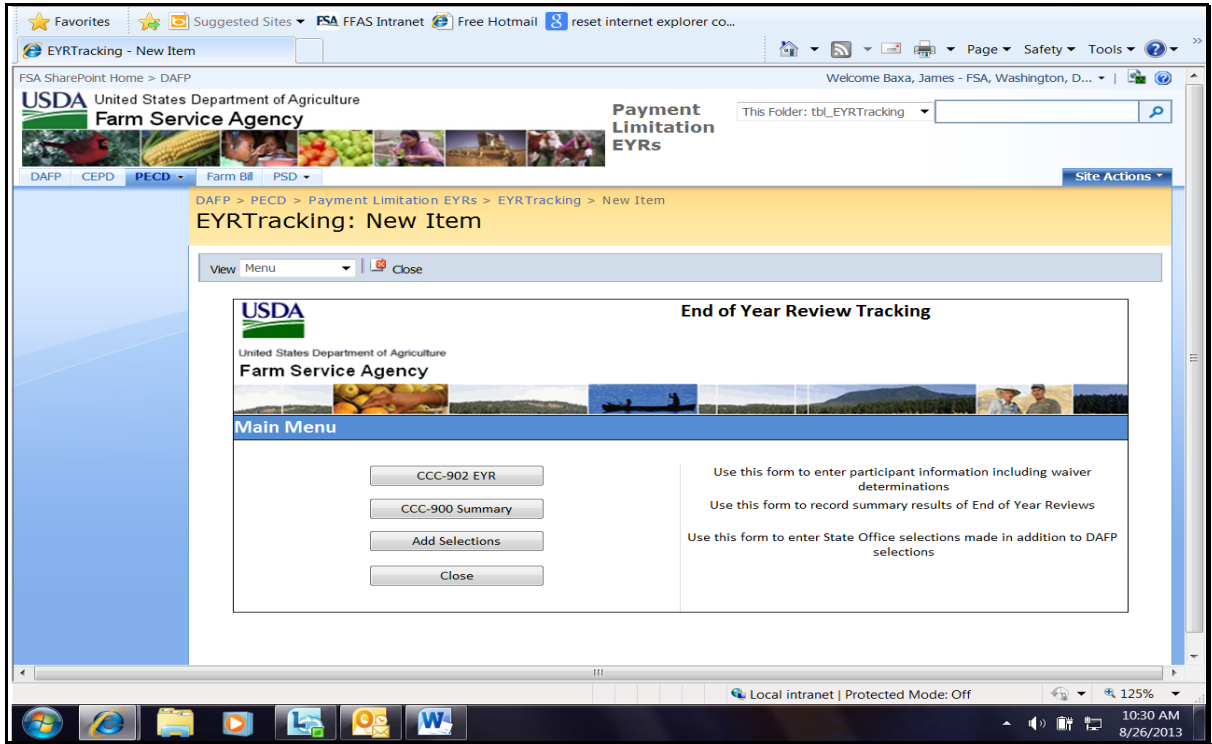 Favorites
Suggested Sites
FSA FFAS Intranet
Free Hotmail
8 reset internet explorer co...
EYRTracking - New Item
Page
Safety
Tools
FSA SharePoint Home > DAFP
Welcome Baxa, James - FSA, Washington, D...
USDA United States Department of Agriculture
Farm Service Agency
Payment
Limitation
EYRs
This Folder: tbl_EYRTracking
DAFP
CEPD
PECD
Farm Bill
PSD
Site Actions
DAFP > PECD > Payment Limitation EYRs > EYRTracking > New Item
EYRTracking: New Item
View Menu
Close
USDA
End of Year Review Tracking
United States Department of Agriculture
Farm Service Agency
Main Menu
CCC-902 EYR
Use this form to enter participant information including waiver
determinations
CCC-900 Summary
Use this form to record summary results of End of Year Reviews
Add Selections
Use this form to enter State Office selections made in addition to DAFP
selections
Close
Local intranet | Protected Mode: Off
125%
10:30 AM
8/26/2013